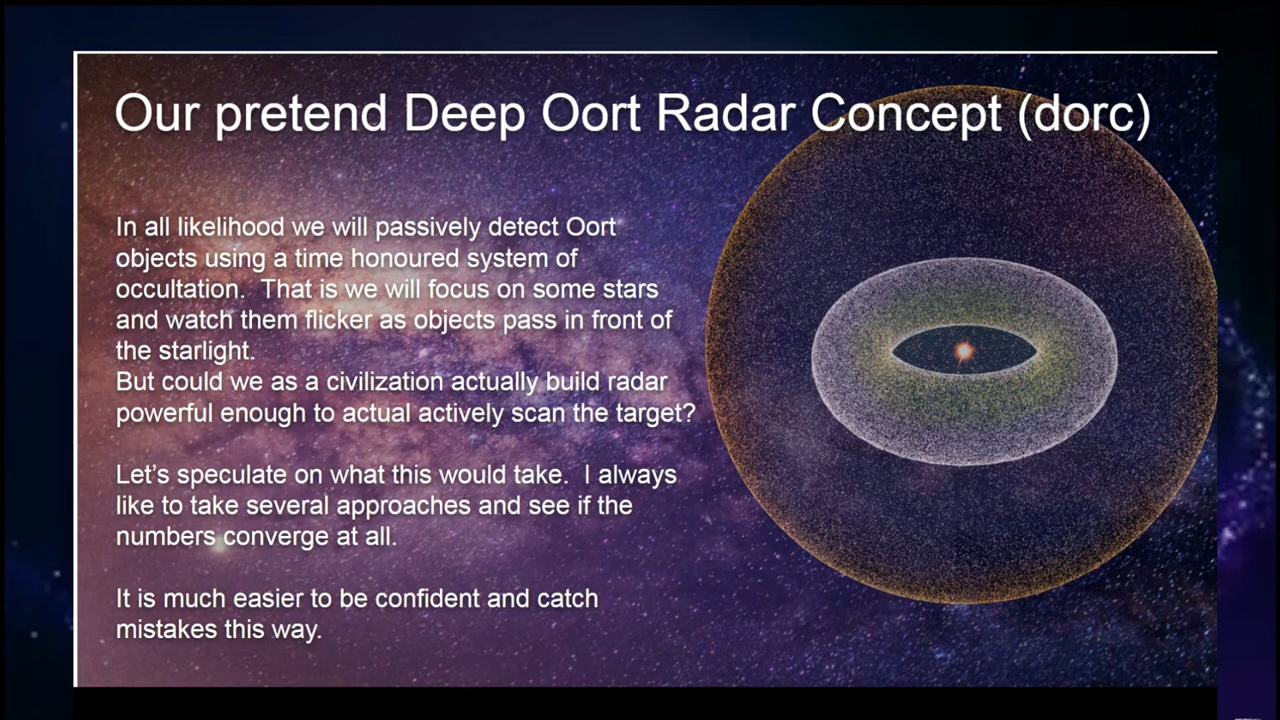 Our pretend Deep Oort Radar Concept (dorc)
In all likelihood we will passively detect Oort
objects using a time honoured system of
occultation.  That is we will focus on some stars
and watch them flicker as objects pass in front of
the starlight.
But could we as a civilization actually build radar
powerful enough to actual actively scan the target?
Let's speculate on what this would take.  I always
like to take several approaches and see if the
numbers converge at all.
It is much easier to be confident and catch
mistakes this way.